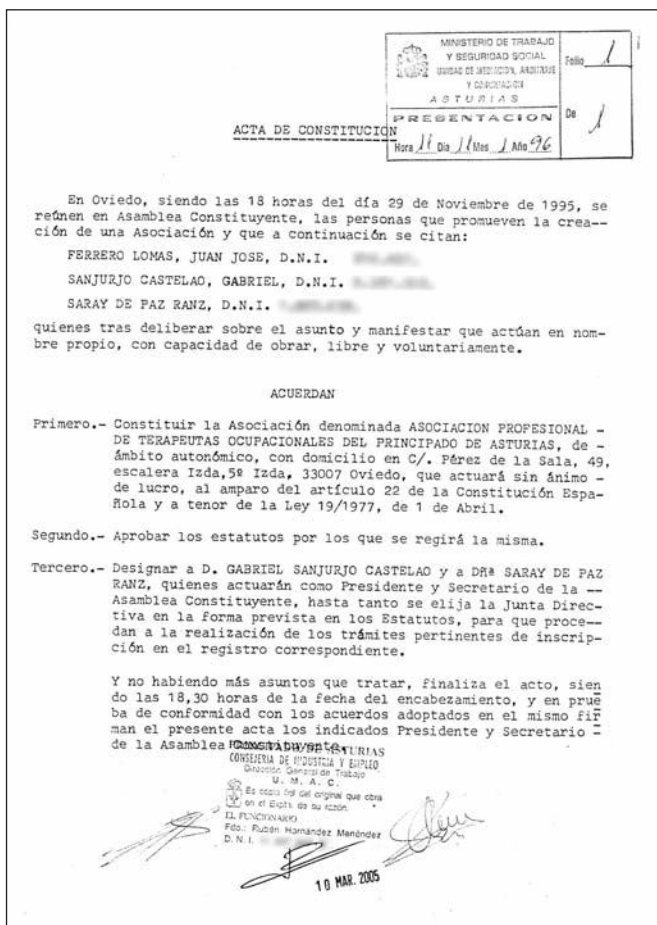 MINISTERIO DE TRABAJO
Y SEGURIDAD SOCIAL
UNIDAD DE MEDIACION, ARBITRAJE
Y CONCILIACION
ASTURIAS
PRESENTACION
Hora 11 Dia 11 Mes 1 Año 96
Folio 1
De 1
ACTA DE CONSTITUCION
En Oviedo, siendo las 18 horas del día 29 de Noviembre de 1995, se
reúnen en Asamblea Constituyente, las personas que promueven la crea--
ción de una Asociación y que a continuación se citan:
FERRERO LOMAS, JUAN JOSE, D.N.I.
SANJURJO CASTELAO, GABRIEL, D.N.I.
SARAY DE PAZ RANZ, D.N.I.
quienes tras deliberar sobre el asunto y manifestar que actúan en nom-
bre propio, con capacidad de obrar, libre y voluntariamente.
ACUERDAN
Primero.- Constituir la Asociación denominada ASOCIACION PROFESIONAL -
DE TERAPEUTAS OCUPACIONALES DEL PRINCIPADO DE ASTURIAS, de -
ámbito autonómico, con domicilio en C/. Pérez de la Sala, 49,
escalera Izda,5º Izda, 33007 Oviedo, que actuará sin ánimo -
de lucro, al amparo del artículo 22 de la Constitución Espa-
ñola y a tenor de la Ley 19/1977, de 1 de Abril.
Segundo.- Aprobar los estatutos por los que se regirá la misma.
Tercero.- Designar a D. GABRIEL SANJURJO CASTELAO y a Dñª SARAY DE PAZ
RANZ, quienes actuarán como Presidente y Secretario de la --
Asamblea Constituyente, hasta tanto se elija la Junta Direc-
tiva en la forma prevista en los Estatutos, para que proce--
dan a la realización de los trámites pertinentes de inscrip-
ción en el registro correspondiente.
Y no habiendo más asuntos que tratar, finaliza el acto, sien
do las 18,30 horas de la fecha del encabezamiento, y en prue
ba de conformidad con los acuerdos adoptados en el mismo fir
man el presente acta los indicados Presidente y Secretario -
de la Asamblea Constituyente.
ASTURIAS
CONSEJERIA DE INDUSTRIA Y EMPLEO
Dirección General de Trabajo
U. M. A. C.
Es copia fiel del original que obra
en el Expte. de su razón.
EL FUNCIONARIO
Fdo.: Rubén Hernández Menéndez
D. N. I.
10 MAR. 2005